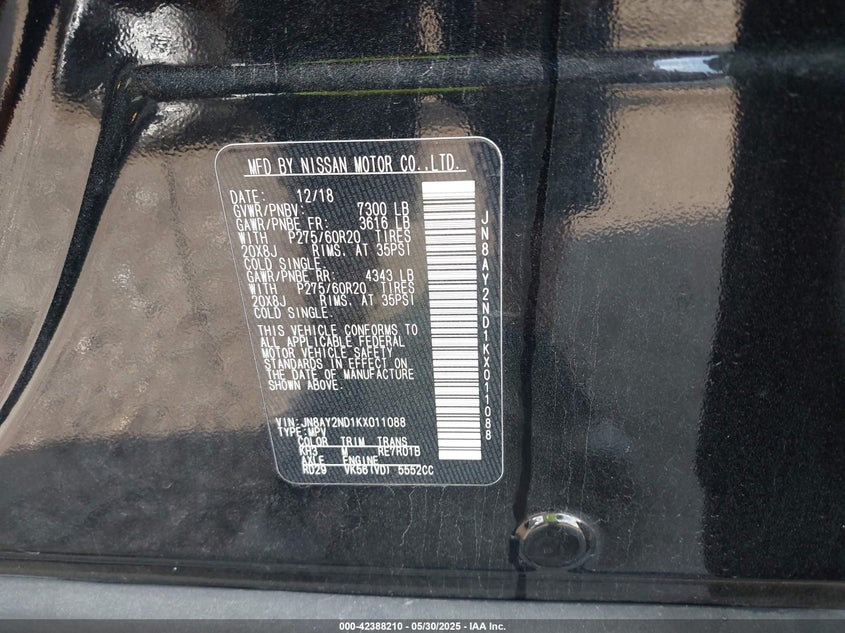 MFD BY NISSAN MOTOR CO.,LTD.
DATE: 12/18
GVWR/PNBV: 7300 LB
GAWR/PNBE FR: 3616 LB
WITH P275/60R20 TIRES
20X8J RIMS. AT 35PSI
COLD SINGLE.
GAWR/PNBE RR: 4343 LB
WITH P275/60R20 TIRES
20X8J RIMS. AT 35PSI
COLD SINGLE.
THIS VEHICLE CONFORMS TO
ALL APPLICABLE FEDERAL
MOTOR VEHICLE SAFETY
STANDARDS IN EFFECT ON
THE DATE OF MANUFACTURE
SHOWN ABOVE.
VIN:JN8AY2ND1KX011088
TYPE:MPV
COLOR TRIM TRANS
KH3 M RE7R01B
AXLE ENGINE
RD29 VK56(VD) 5552CC
JN8AY2ND1KX011088
000-42388210 - 05/30/2025 - IAA Inc.